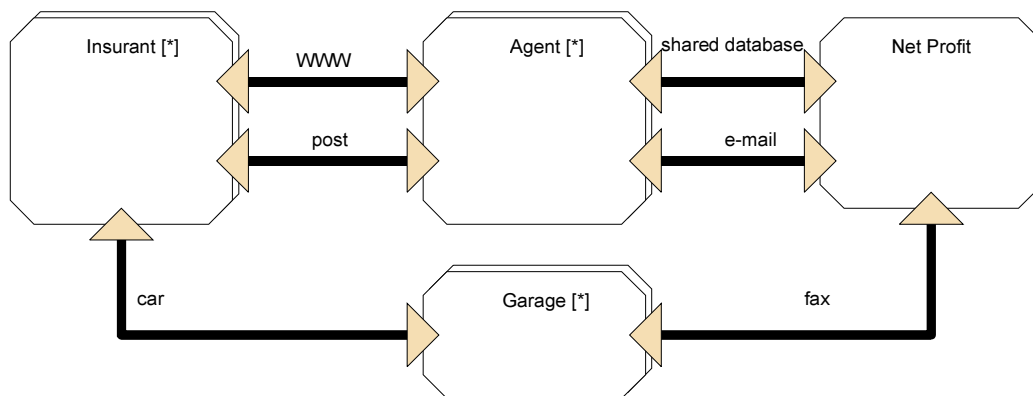 Insurant [*]
WWW
Agent [*]
shared database
Net Profit
post
e-mail
car
Garage [*]
fax